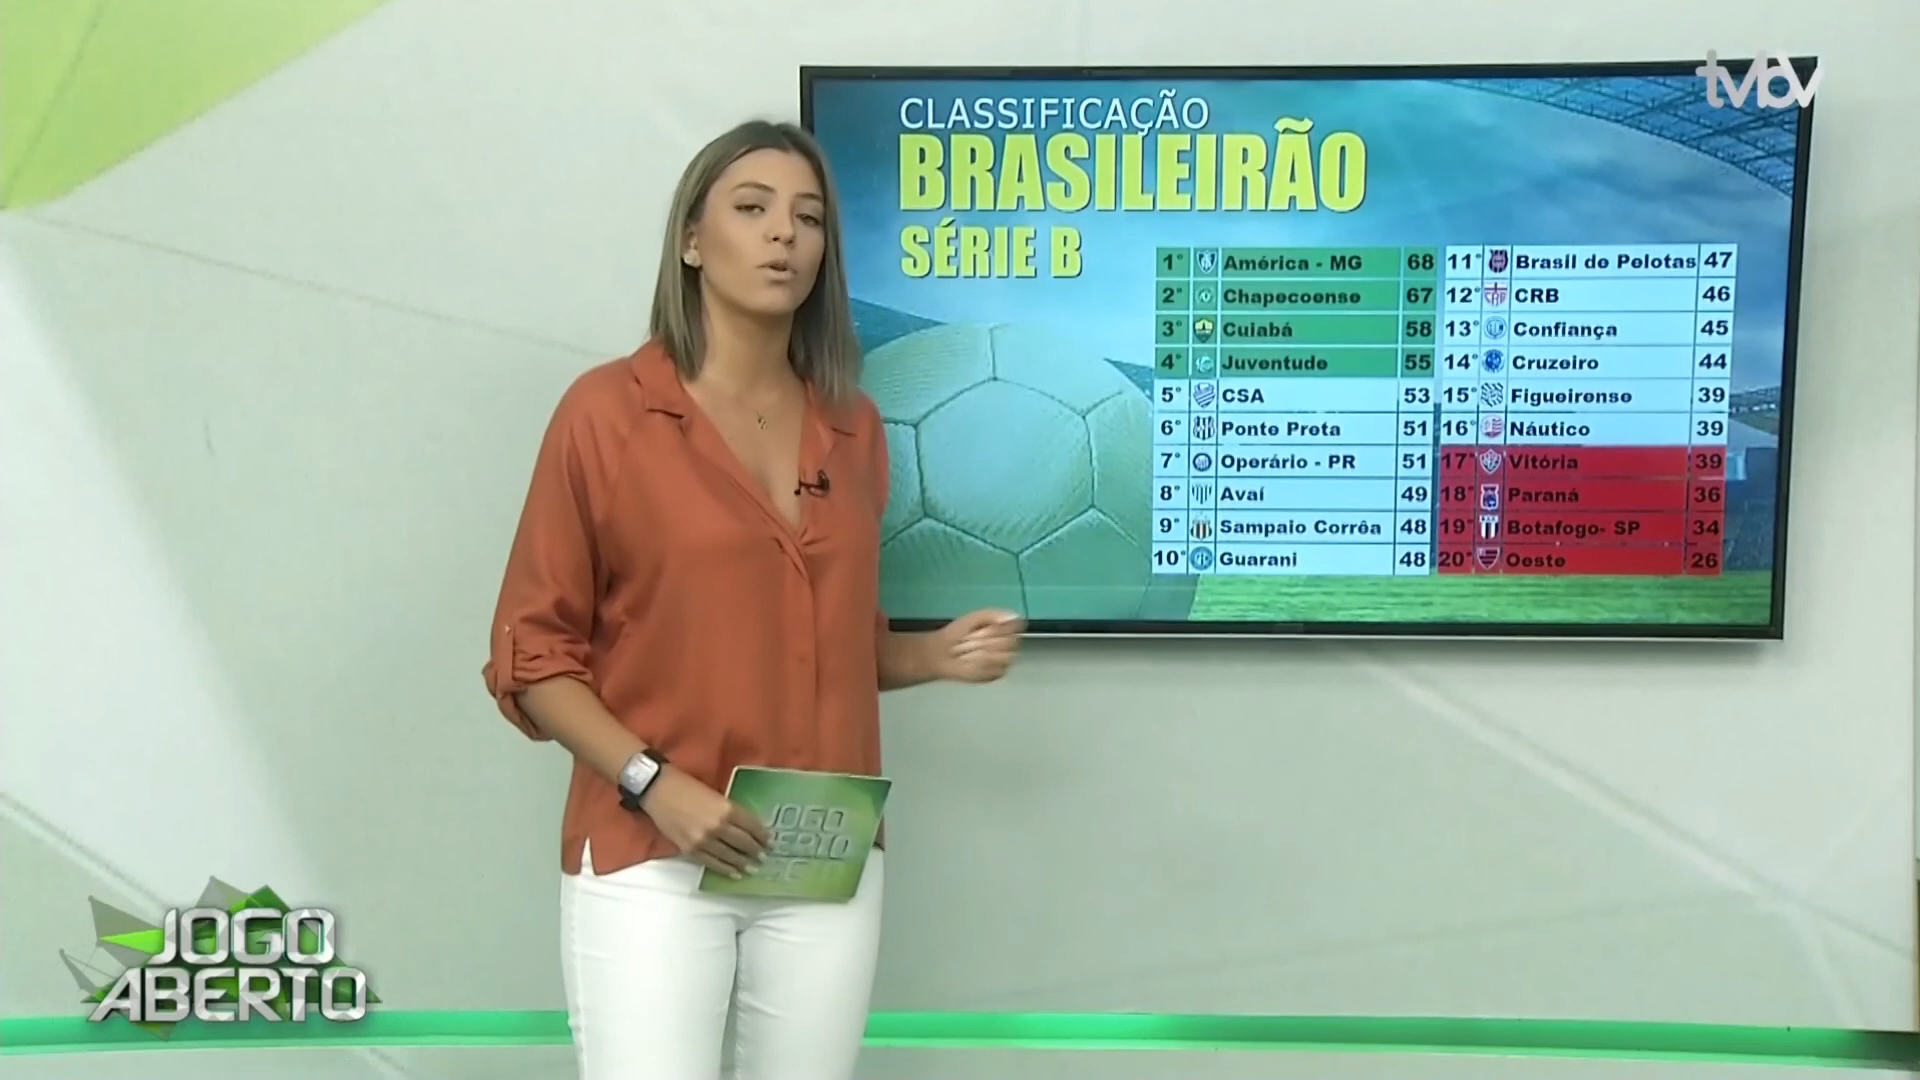 tvbv
CLASSIFICAÇÃO
BRASILEIRÃO
SÉRIE B
1° América - MG 68
2° Chapecoense 67
3° Cuiabá 58
4° Juventude 55
5° CSA 53
6° Ponte Preta 51
7° Operário - PR 51
8° Avaí 49
9° Sampaio Corrêa 48
10° Guarani 48
11° Brasil de Pelotas 47
12° CRB 46
13° Confiança 45
14° Cruzeiro 44
15° Figueirense 39
16° Náutico 39
17° Vitória 39
18° Paraná 36
19° Botafogo- SP 34
20° Oeste 26
JOGO
ABERTO
JOGO
ABERTO